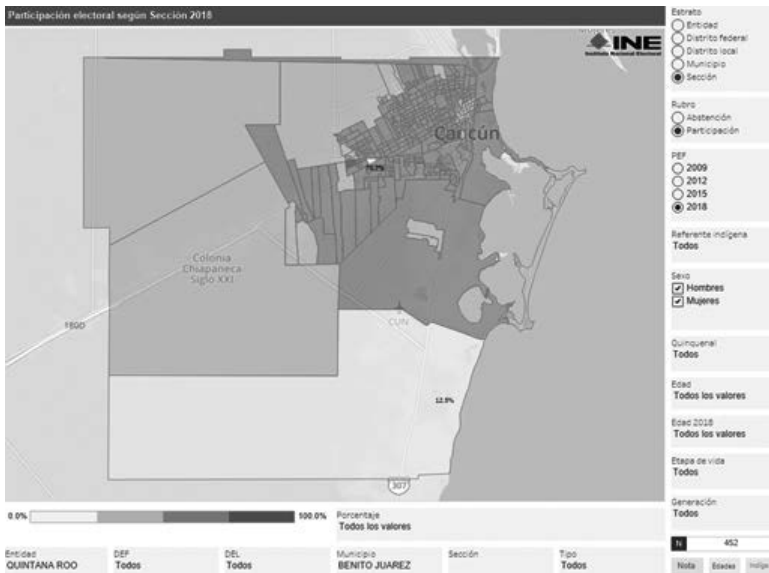 Participación electoral según Sección 2018
INE
Instituto Nacional Electoral
Cancún
Colonia
Chiapaneca
Siglo XXI
180D
CUN
12.9%
307
Estrato
Entidad
Distrito federal
Distrito local
Municipio
Sección
Rubro
Abstención
Participación
PEF
2009
2012
2015
2018
Referente indígena
Todos
Sexo
Hombres
Mujeres
Quinquenal
Todos
Edad
Todos los valores
Edad 2018
Todos los valores
Etapa de vida
Todos
Generación
Todos
N 452
Nota Edades
0.0% 100.0%
Porcentaje
Todos los valores
Entidad
QUINTANA ROO
DEF
Todos
DEL
Todos
Municipio
BENITO JUAREZ
Sección
Tipo
Todos